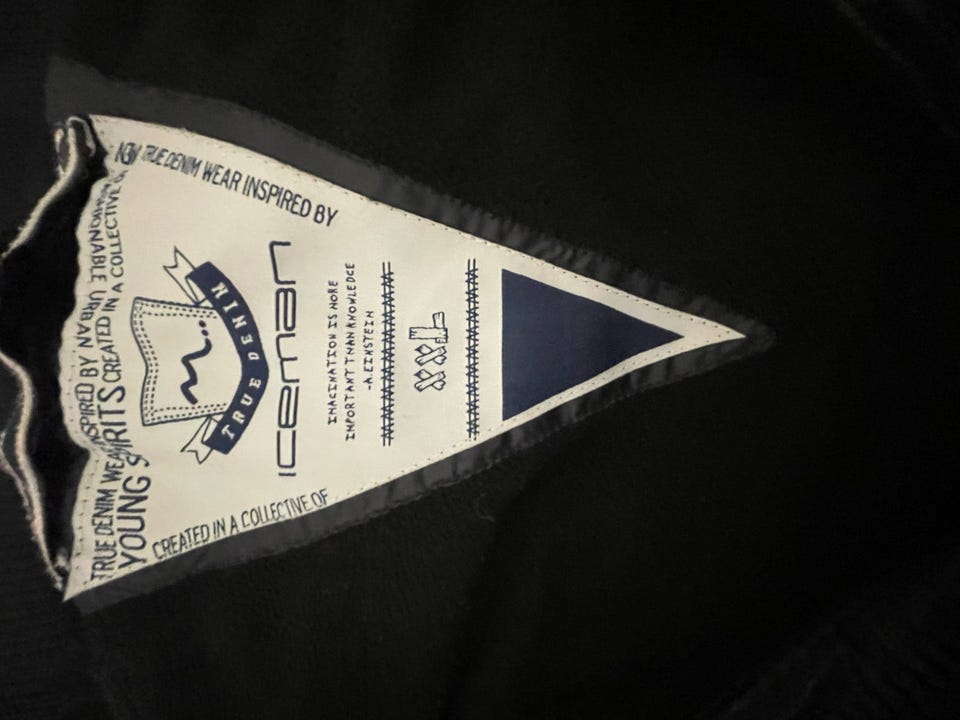 TRUE DENIM WEAR INSPIRED BY
YOUNG SPIRITS CREATED IN A COLLECTIVE
TRUE DENIM WEAR INSPIRED BY
CREATED IN A COLLECTIVE OF
TRUE DENIM
iceman
IMAGINATION IS MORE
IMPORTANT THAN KNOWLEDGE
-A.EINSTEIN
XXL